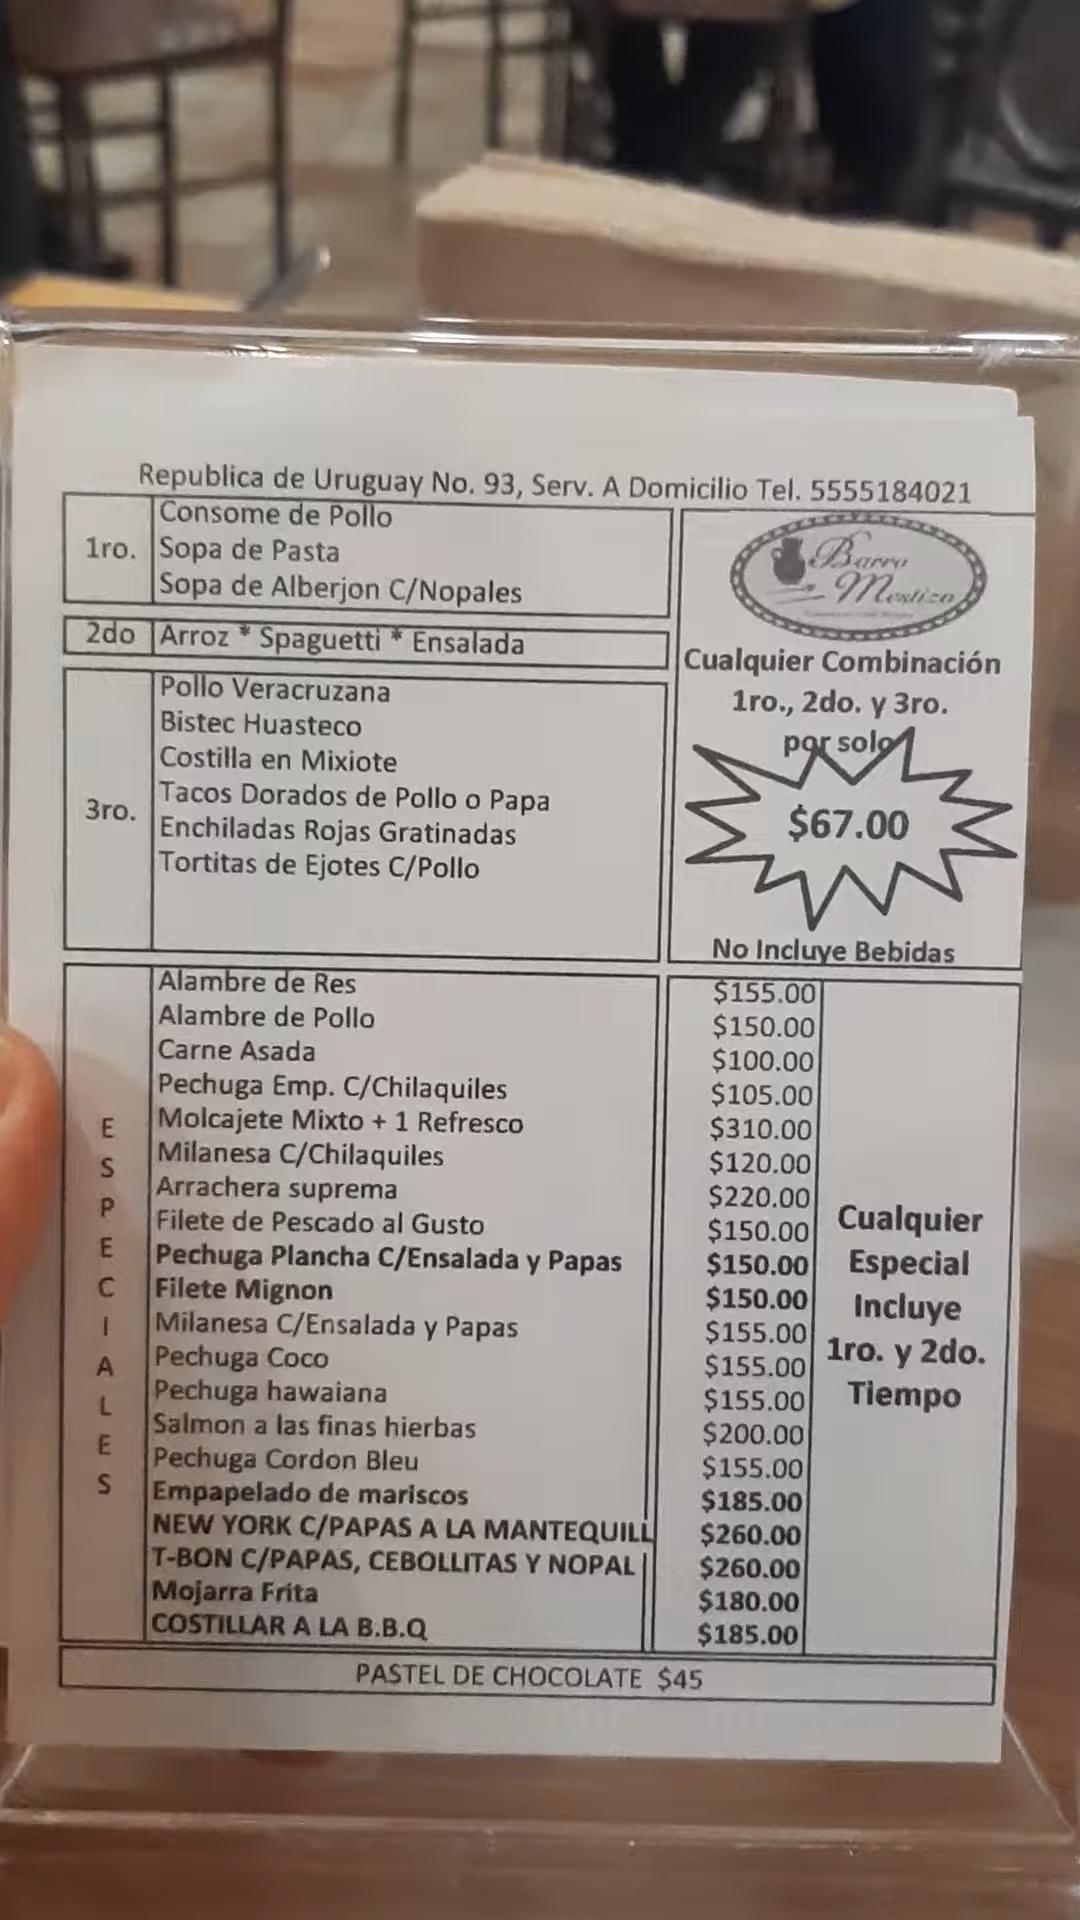 Republica de Uruguay No. 93, Serv. A Domicilio Tel. 5555184021
1ro.
Consome de Pollo
Sopa de Pasta
Sopa de Alberjon C/Nopales
2do
Arroz * Spaguetti * Ensalada
3ro.
Pollo Veracruzana
Bistec Huasteco
Costilla en Mixiote
Tacos Dorados de Pollo o Papa
Enchiladas Rojas Gratinadas
Tortitas de Ejotes C/Pollo
Barra
Mestiza
Cualquier Combinación
1ro., 2do. y 3ro.
por solo
$67.00
No Incluye Bebidas
ESPECIALES
Alambre de Res $155.00
Alambre de Pollo $150.00
Carne Asada $100.00
Pechuga Emp. C/Chilaquiles $105.00
Molcajete Mixto + 1 Refresco $310.00
Milanesa C/Chilaquiles $120.00
Arrachera suprema $220.00
Filete de Pescado al Gusto $150.00
Pechuga Plancha C/Ensalada y Papas $150.00
Filete Mignon $150.00
Milanesa C/Ensalada y Papas $155.00
Pechuga Coco $155.00
Pechuga hawaiana $155.00
Salmon a las finas hierbas $200.00
Pechuga Cordon Bleu $155.00
Empapelado de mariscos $185.00
NEW YORK C/PAPAS A LA MANTEQUILL $260.00
T-BON C/PAPAS, CEBOLLITAS Y NOPAL $260.00
Mojarra Frita $180.00
COSTILLAR A LA B.B.Q $185.00
Cualquier
Especial
Incluye
1ro. y 2do.
Tiempo
PASTEL DE CHOCOLATE $45